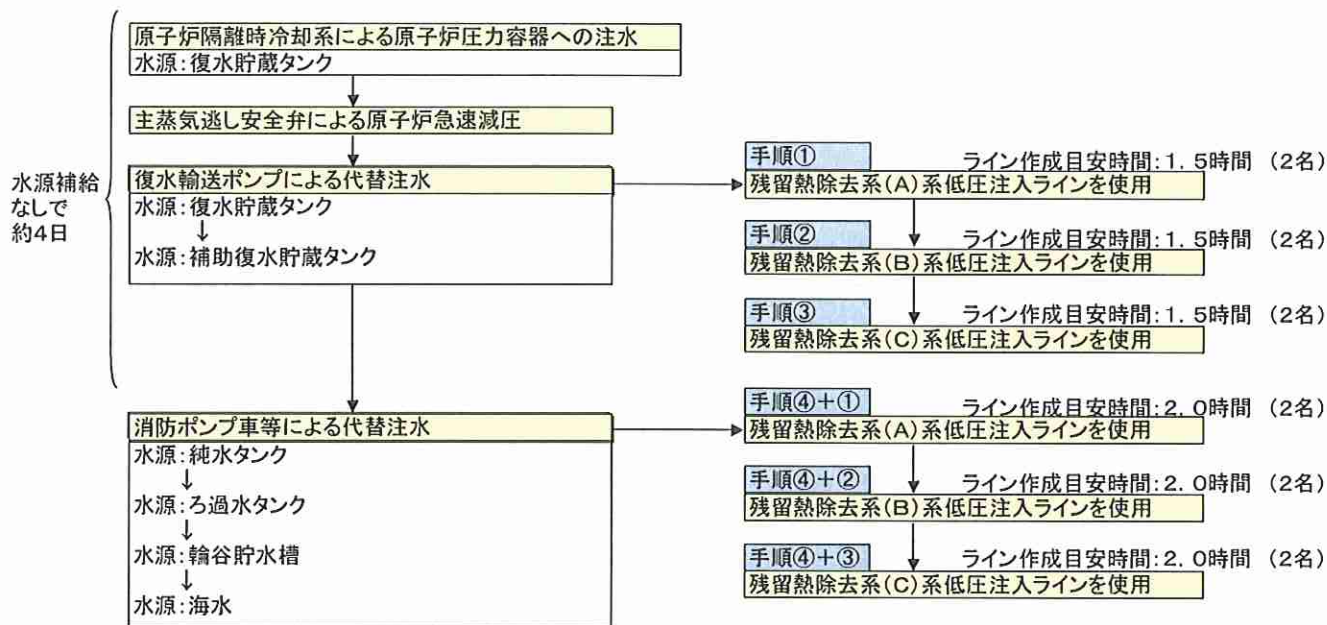 水源補給
なしで
約4日
原子炉隔離時冷却系による原子炉圧力容器への注水
水源:復水貯蔵タンク
主蒸気逃し安全弁による原子炉急速減圧
復水輸送ポンプによる代替注水
水源:復水貯蔵タンク
↓
水源:補助復水貯蔵タンク
手順① ライン作成目安時間:1.5時間 (2名)
残留熱除去系(A)系低圧注入ラインを使用
手順② ライン作成目安時間:1.5時間 (2名)
残留熱除去系(B)系低圧注入ラインを使用
手順③ ライン作成目安時間:1.5時間 (2名)
残留熱除去系(C)系低圧注入ラインを使用
消防ポンプ車等による代替注水
水源:純水タンク
↓
水源:ろ過水タンク
↓
水源:輪谷貯水槽
↓
水源:海水
手順④+① ライン作成目安時間:2.0時間 (2名)
残留熱除去系(A)系低圧注入ラインを使用
手順④+② ライン作成目安時間:2.0時間 (2名)
残留熱除去系(B)系低圧注入ラインを使用
手順④+③ ライン作成目安時間:2.0時間 (2名)
残留熱除去系(C)系低圧注入ラインを使用